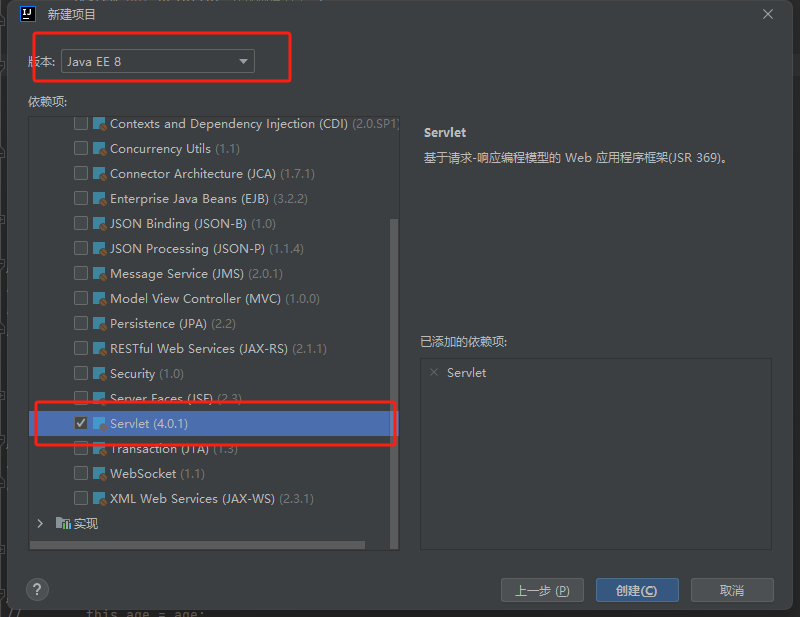 新建项目
版本: Java EE 8
依赖项:
Contexts and Dependency Injection (CDI) (2.0.SP1)
Concurrency Utils (1.1)
Connector Architecture (JCA) (1.7.1)
Enterprise Java Beans (EJB) (3.2.2)
JSON Binding (JSON-B) (1.0)
JSON Processing (JSON-P) (1.1.4)
Message Service (JMS) (2.0.1)
Model View Controller (MVC) (1.0.0)
Persistence (JPA) (2.2)
RESTful Web Services (JAX-RS) (2.1.1)
Security (1.0)
Server Faces (JSF) (2.3)
Servlet (4.0.1)
Transaction (JTA) (1.3)
WebSocket (1.1)
XML Web Services (JAX-WS) (2.3.1)
实现
Servlet
基于请求-响应编程模型的 Web 应用程序框架(JSR 369)。
已添加的依赖项:
Servlet
?
上一步 (P)
创建(C)
取消
// this.age = age;